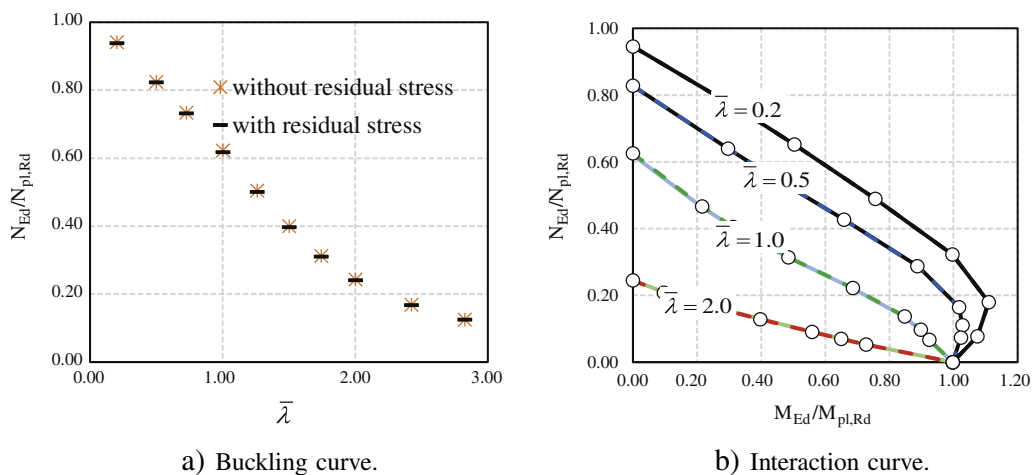 1.00
0.80
0.60
0.40
0.20
0.00
N_Ed/N_pl,Rd
without residual stress
with residual stress
0.00 1.00 2.00 3.00
λ̄
a) Buckling curve.
1.00
0.80
0.60
0.40
0.20
0.00
N_Ed/N_pl,Rd
λ̄ = 0.2
λ̄ = 0.5
λ̄ = 1.0
λ̄ = 2.0
0.00 0.20 0.40 0.60 0.80 1.00 1.20
M_Ed/M_pl,Rd
b) Interaction curve.